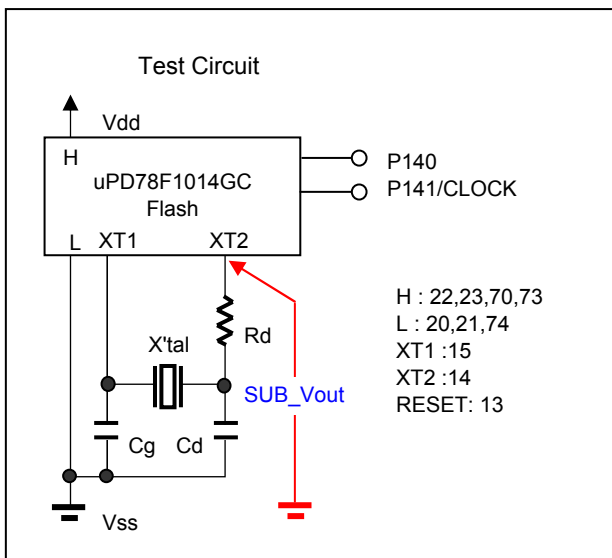 Test Circuit
Vdd
H
uPD78F1014GC
Flash
L XT1 XT2
P140
P141/CLOCK
H : 22,23,70,73
L : 20,21,74
XT1 :15
XT2 :14
RESET: 13
Rd
X'tal
SUB_Vout
Cg Cd
Vss